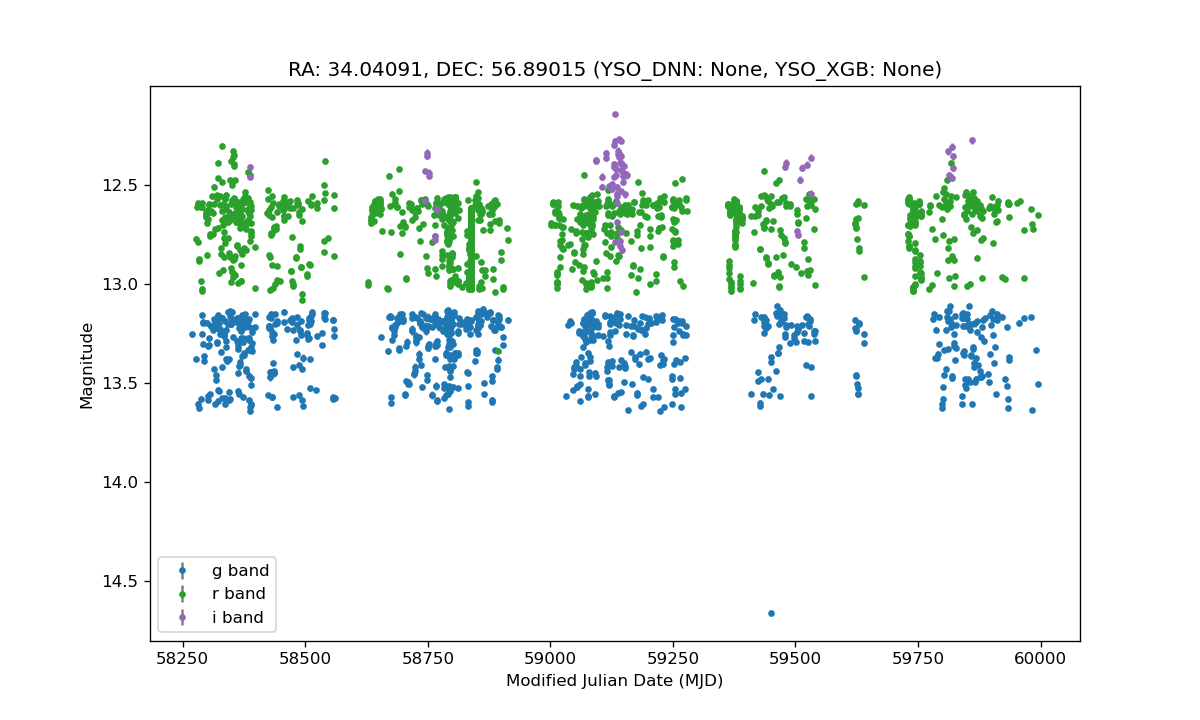 RA: 34.04091, DEC: 56.89015 (YSO_DNN: None, YSO_XGB: None)
12.5
13.0
13.5
14.0
14.5
Magnitude
g band
r band
i band
58250 58500 58750 59000 59250 59500 59750 60000
Modified Julian Date (MJD)